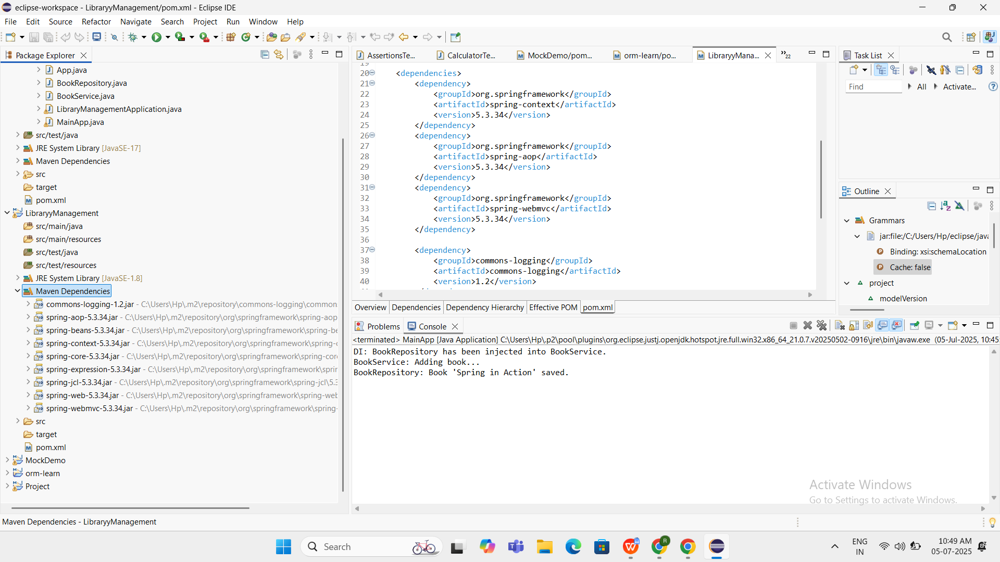 eclipse-workspace - LibraryyManagement/pom.xml - Eclipse IDE
File Edit Source Refactor Navigate Search Project Run Window Help
Package Explorer
App.java
BookRepository.java
BookService.java
LibraryManagementApplication.java
MainApp.java
src/test/java
JRE System Library [JavaSE-17]
Maven Dependencies
src
target
pom.xml
LibraryyManagement
src/main/java
src/main/resources
src/test/java
src/test/resources
JRE System Library [JavaSE-1.8]
Maven Dependencies
commons-logging-1.2.jar - C:\Users\Hp\.m2\repository\commons-logging\common
spring-aop-5.3.34.jar - C:\Users\Hp\.m2\repository\org\springframework\spring-aop
spring-beans-5.3.34.jar - C:\Users\Hp\.m2\repository\org\springframework\spring-be
spring-context-5.3.34.jar - C:\Users\Hp\.m2\repository\org\springframework\spring-c
spring-core-5.3.34.jar - C:\Users\Hp\.m2\repository\org\springframework\spring-cor
spring-expression-5.3.34.jar - C:\Users\Hp\.m2\repository\org\springframework\sprir
spring-jcl-5.3.34.jar - C:\Users\Hp\.m2\repository\org\springframework\spring-jcl\5.3
spring-web-5.3.34.jar - C:\Users\Hp\.m2\repository\org\springframework\spring-wet
spring-webmvc-5.3.34.jar - C:\Users\Hp\.m2\repository\org\springframework\spring-
src
target
pom.xml
MockDemo
orm-learn
Project
AssertionsTe... CalculatorTe... MockDemo/pom... orm-learn/po... LibraryyMana... »22
19
20 <dependencies>
21 <dependency>
22 <groupId>org.springframework</groupId>
23 <artifactId>spring-context</artifactId>
24 <version>5.3.34</version>
25 </dependency>
26 <dependency>
27 <groupId>org.springframework</groupId>
28 <artifactId>spring-aop</artifactId>
29 <version>5.3.34</version>
30 </dependency>
31 <dependency>
32 <groupId>org.springframework</groupId>
33 <artifactId>spring-webmvc</artifactId>
34 <version>5.3.34</version>
35 </dependency>
36
37 <dependency>
38 <groupId>commons-logging</groupId>
39 <artifactId>commons-logging</artifactId>
40 <version>1.2</version>
Overview Dependencies Dependency Hierarchy Effective POM pom.xml
Problems Console
<terminated> MainApp [Java Application] C:\Users\Hp\.p2\pool\plugins\org.eclipse.justj.openjdk.hotspot.jre.full.win32.x86_64_21.0.7.v20250502-0916\jre\bin\javaw.exe (05-Jul-2025, 10:45
DI: BookRepository has been injected into BookService.
BookService: Adding book...
BookRepository: Book 'Spring in Action' saved.
Task List
Find All Activate...
Outline
Grammars
jar:file:/C:/Users/Hp/eclipse/java
Binding: xsi:schemaLocation
Cache: false
project
modelVersion
Activate Windows
Go to Settings to activate Windows.
Maven Dependencies - LibraryyManagement
Search
ENG
IN
10:49 AM
05-07-2025